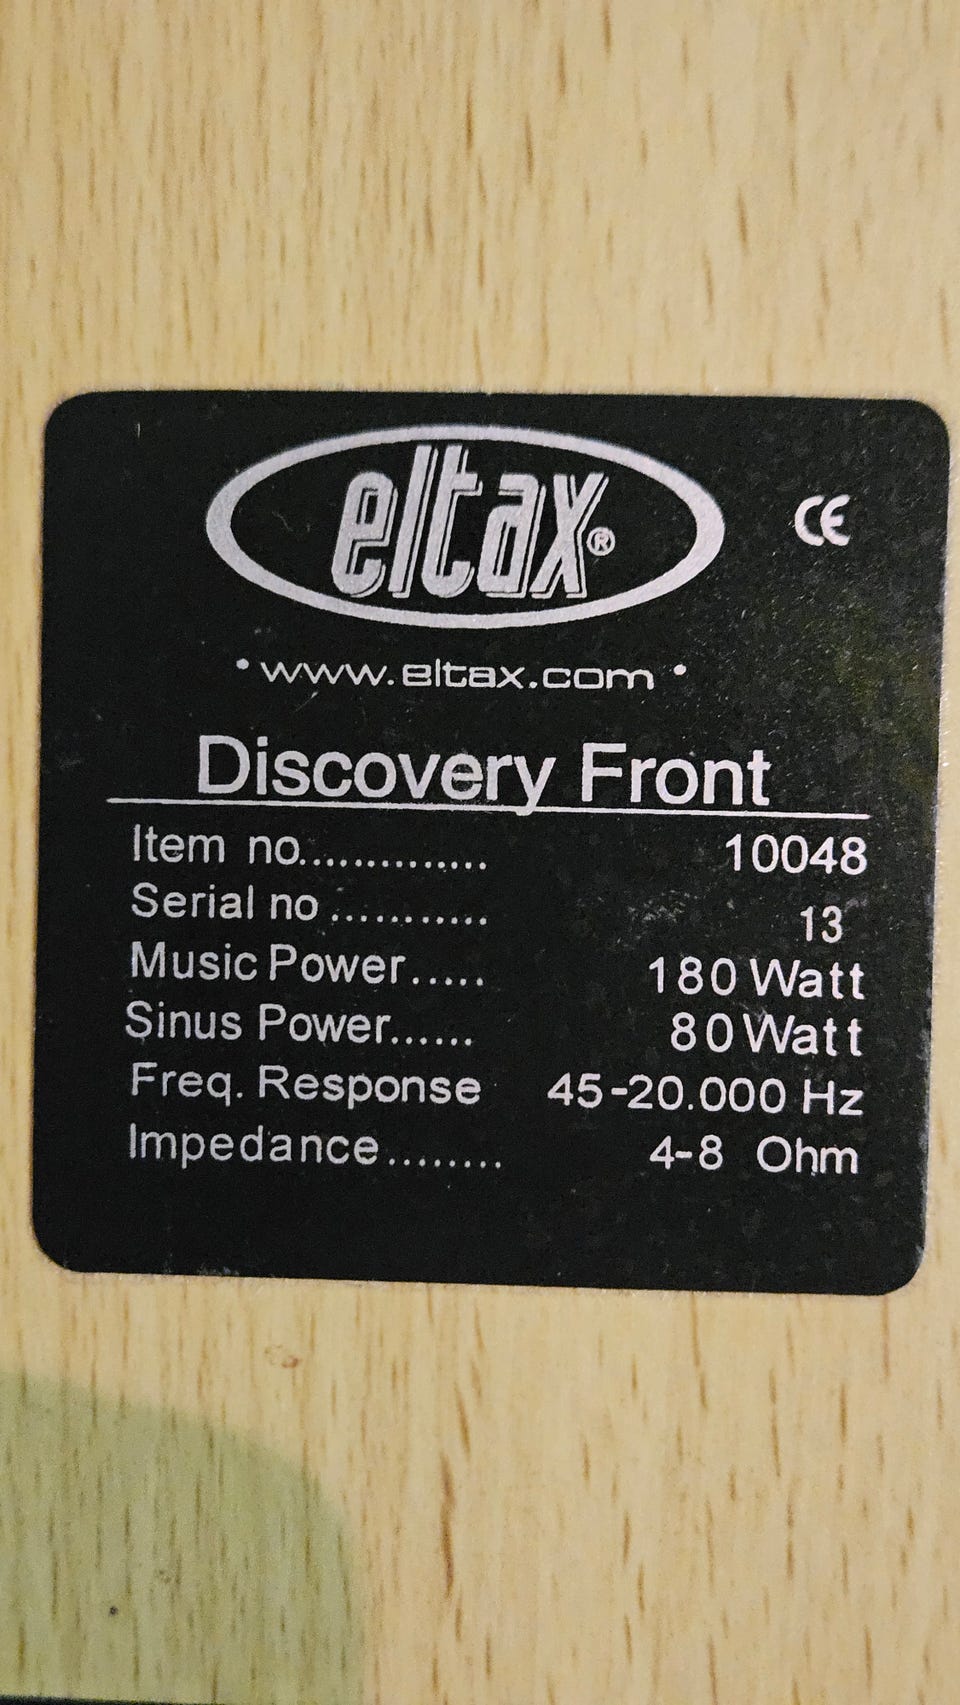 eltax®
CE
• www.eltax.com •
Discovery Front
Item no.............. 10048
Serial no ........... 13
Music Power..... 180 Watt
Sinus Power...... 80 Watt
Freq. Response 45-20.000 Hz
Impedance........ 4-8 Ohm